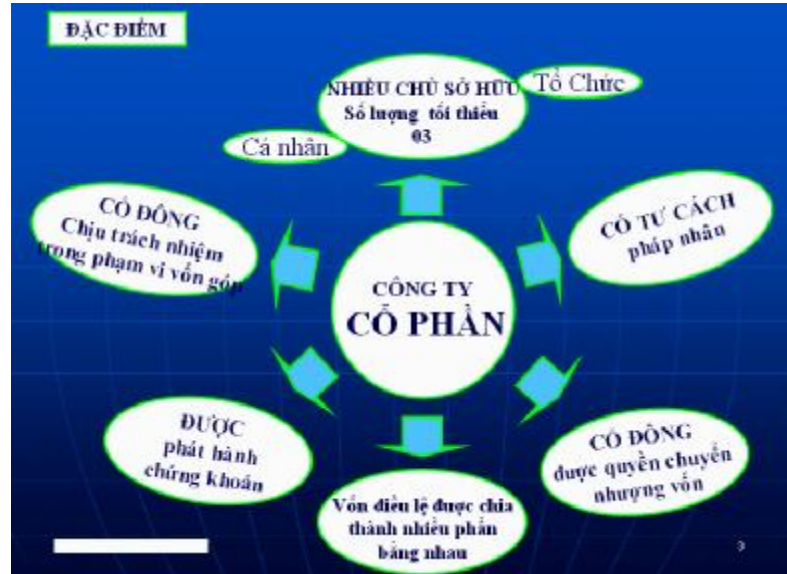 ĐẶC ĐIỂM
NHIỀU CHỦ SỞ HỮU
Số lượng tối thiểu
03
Tổ Chức
Cá nhân
CỔ ĐÔNG
Chịu trách nhiệm
trong phạm vi vốn góp
CÓ TƯ CÁCH
pháp nhân
CÔNG TY
CỔ PHẦN
ĐƯỢC
phát hành
chứng khoán
Vốn điều lệ được chia
thành nhiều phần
bằng nhau
CỔ ĐÔNG
được quyền chuyển
nhượng vốn
3